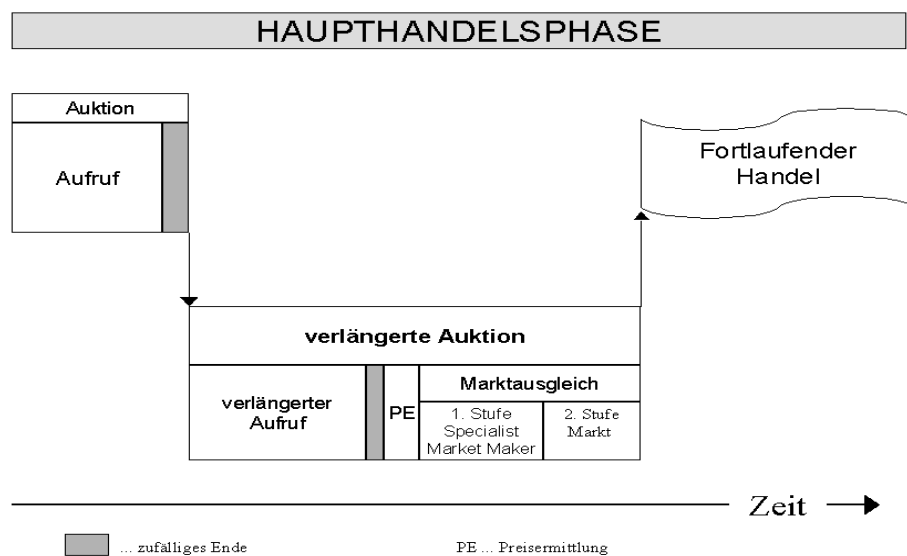 HAUPTHANDELSPHASE
Auktion
Aufruf
Fortlaufender
Handel
verlängerte Auktion
verlängerter
Aufruf
PE
Marktausgleich
1. Stufe
Specialist
Market Maker
2. Stufe
Markt
Zeit
... zufälliges Ende
PE ... Preisermittlung